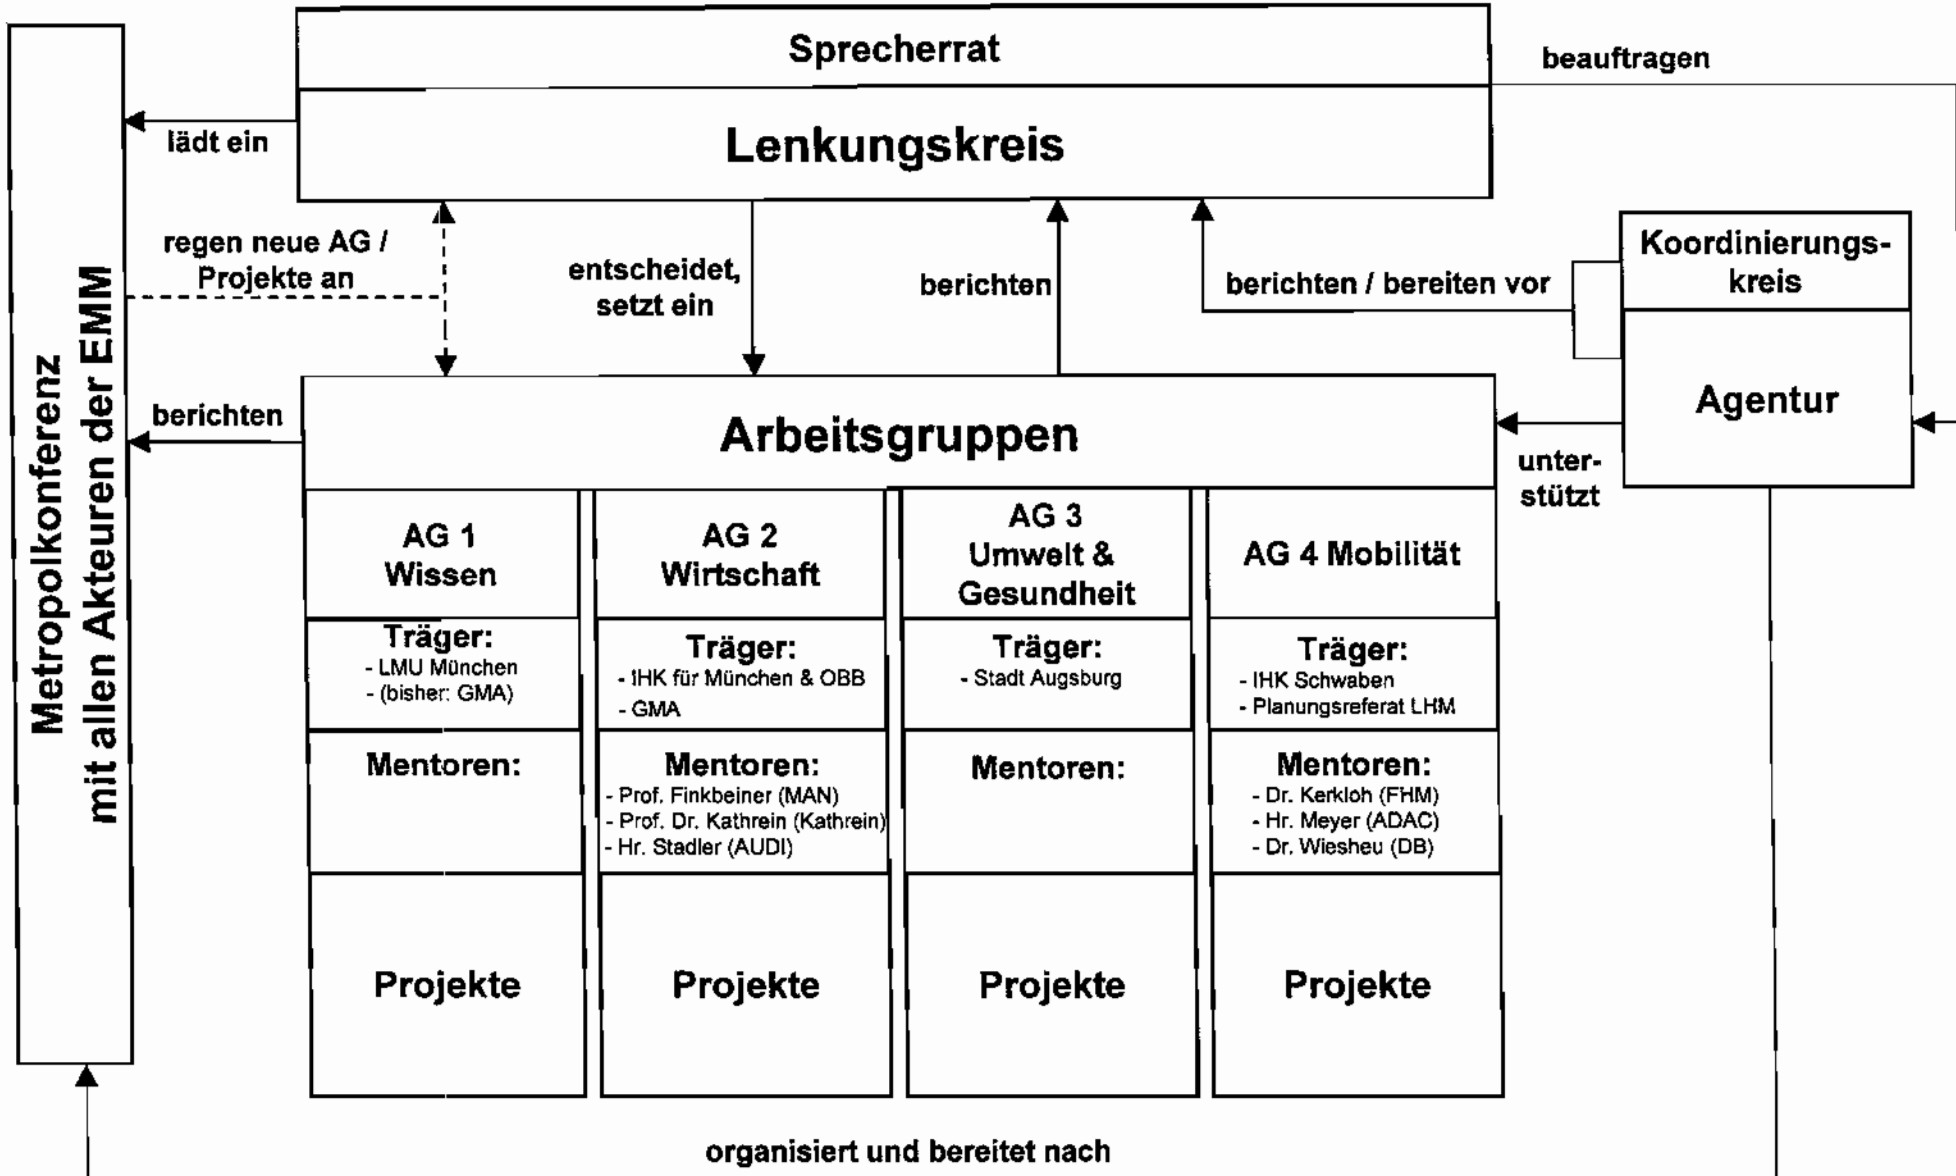 Sprecherrat
beauftragen
Lenkungskreis
lädt ein
regen neue AG /
Projekte an
entscheidet,
setzt ein
berichten
berichten / bereiten vor
Koordinierungs-
kreis
Agentur
Metropolkonferenz
mit allen Akteuren der EMM
berichten
Arbeitsgruppen
unter-
stützt
AG 1
Wissen
Träger:
- LMU München
- (bisher: GMA)
Mentoren:
Projekte
AG 2
Wirtschaft
Träger:
- IHK für München & OBB
- GMA
Mentoren:
- Prof. Finkbeiner (MAN)
- Prof. Dr. Kathrein (Kathrein)
- Hr. Stadler (AUDI)
Projekte
AG 3
Umwelt &
Gesundheit
Träger:
- Stadt Augsburg
Mentoren:
Projekte
AG 4 Mobilität
Träger:
- IHK Schwaben
- Planungsreferat LHM
Mentoren:
- Dr. Kerkloh (FHM)
- Hr. Meyer (ADAC)
- Dr. Wiesheu (DB)
Projekte
organisiert und bereitet nach